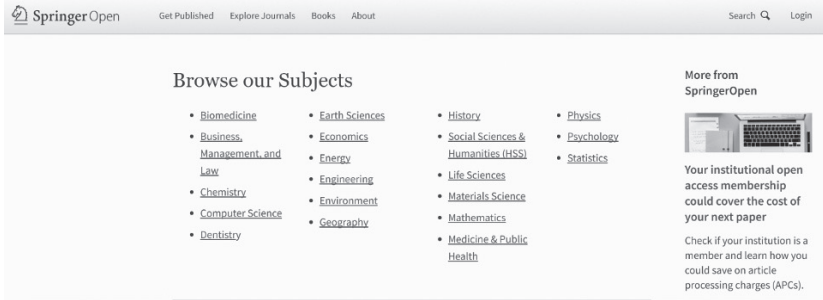 Springer Open
Get Published Explore Journals Books About
Search Login
Browse our Subjects
Biomedicine
Business,
Management, and
Law
Chemistry
Computer Science
Dentistry
Earth Sciences
Economics
Energy
Engineering
Environment
Geography
History
Social Sciences &
Humanities (HSS)
Life Sciences
Materials Science
Mathematics
Medicine & Public
Health
Physics
Psychology
Statistics
More from
SpringerOpen
Your institutional open
access membership
could cover the cost of
your next paper
Check if your institution is a
member and learn how you
could save on article
processing charges (APCs).